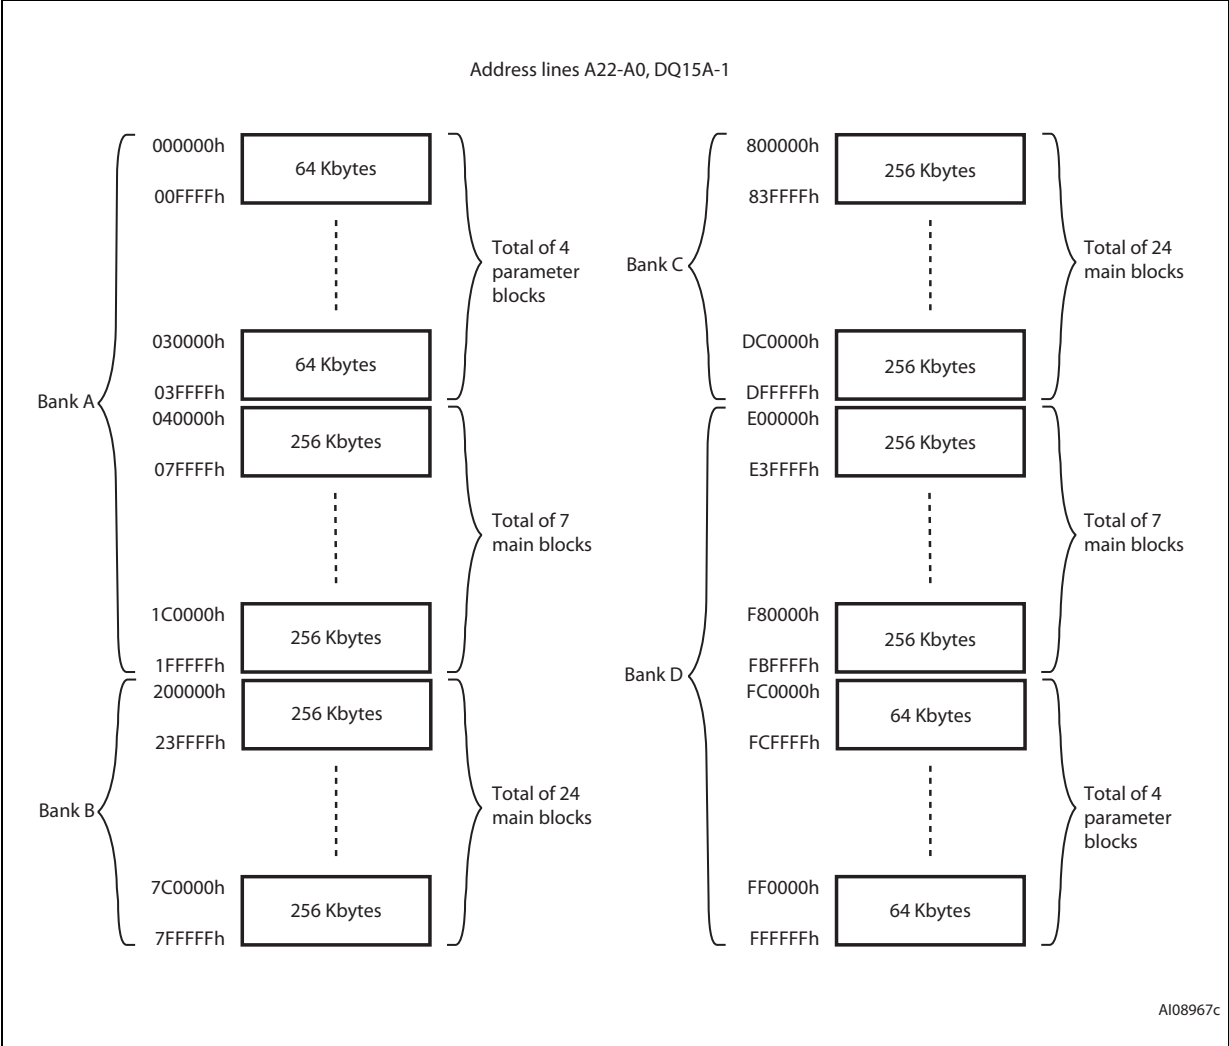 Address lines A22-A0, DQ15A-1
Bank A
000000h
64 Kbytes
00FFFFh
Total of 4
parameter
blocks
030000h
64 Kbytes
03FFFFh
040000h
256 Kbytes
07FFFFh
Total of 7
main blocks
1C0000h
256 Kbytes
1FFFFFh
Bank B
200000h
256 Kbytes
23FFFFh
Total of 24
main blocks
7C0000h
256 Kbytes
7FFFFFh
Bank C
800000h
256 Kbytes
83FFFFh
Total of 24
main blocks
DC0000h
256 Kbytes
DFFFFFh
Bank D
E00000h
256 Kbytes
E3FFFFh
Total of 7
main blocks
F80000h
256 Kbytes
FBFFFFh
FC0000h
64 Kbytes
FCFFFFh
Total of 4
parameter
blocks
FF0000h
64 Kbytes
FFFFFFh
AI08967c